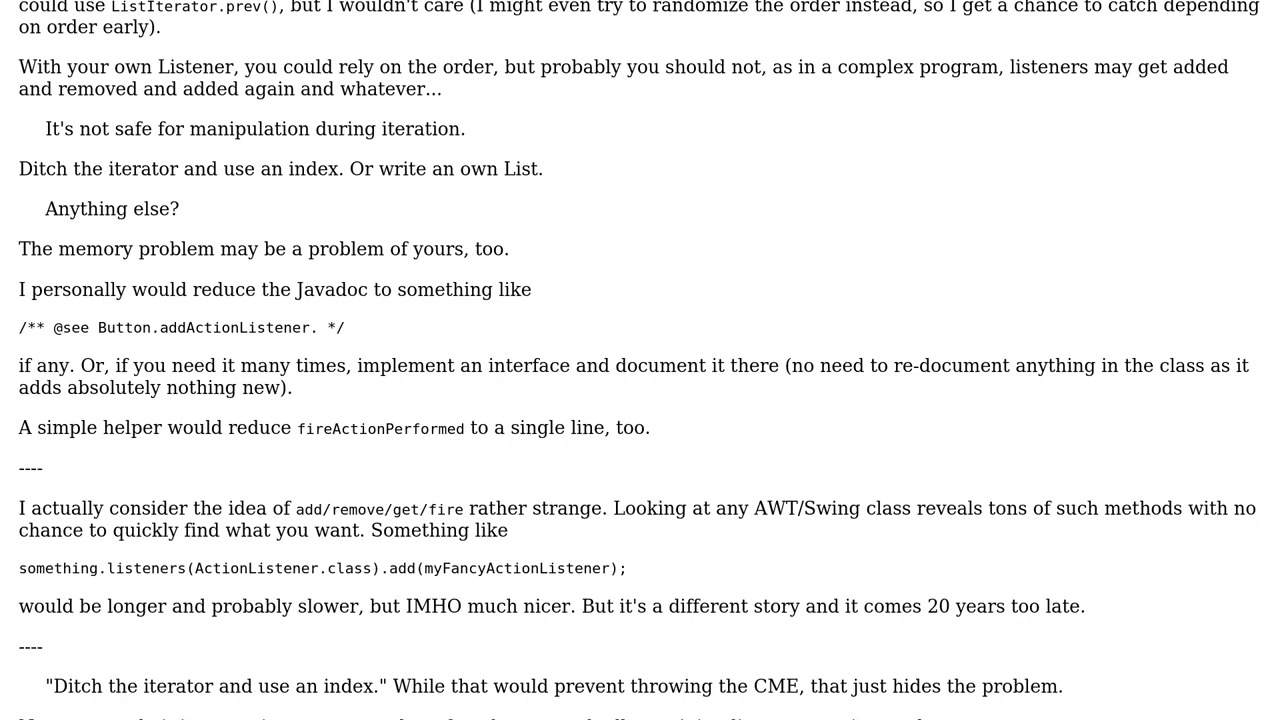 could use ListIterator.prev(), but I wouldn't care (I might even try to randomize the order instead, so I get a chance to catch depending
on order early).
With your own Listener, you could rely on the order, but probably you should not, as in a complex program, listeners may get added
and removed and added again and whatever...
It's not safe for manipulation during iteration.
Ditch the iterator and use an index. Or write an own List.
Anything else?
The memory problem may be a problem of yours, too.
I personally would reduce the Javadoc to something like
/** @see Button.addActionListener. */
if any. Or, if you need it many times, implement an interface and document it there (no need to re-document anything in the class as it
adds absolutely nothing new).
A simple helper would reduce fireActionPerformed to a single line, too.
----
I actually consider the idea of add/remove/get/fire rather strange. Looking at any AWT/Swing class reveals tons of such methods with no
chance to quickly find what you want. Something like
something.listeners(ActionListener.class).add(myFancyActionListener);
would be longer and probably slower, but IMHO much nicer. But it's a different story and it comes 20 years too late.
----
"Ditch the iterator and use an index." While that would prevent throwing the CME, that just hides the problem.